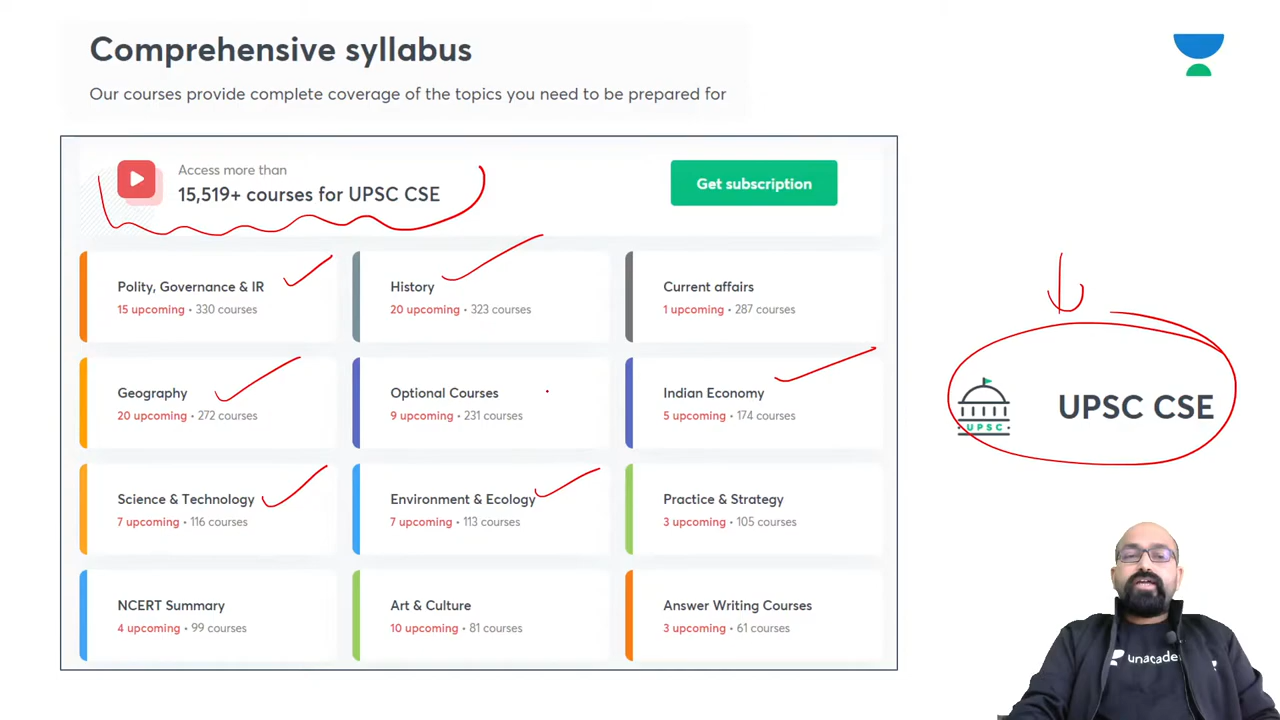 Comprehensive syllabus
Our courses provide complete coverage of the topics you need to be prepared for
Access more than
15,519+ courses for UPSC CSE
Get subscription
Polity, Governance & IR
15 upcoming • 330 courses
History
20 upcoming • 323 courses
Current affairs
1 upcoming • 287 courses
Geography
20 upcoming • 272 courses
Optional Courses
9 upcoming • 231 courses
Indian Economy
5 upcoming • 174 courses
Science & Technology
7 upcoming • 116 courses
Environment & Ecology
7 upcoming • 113 courses
Practice & Strategy
3 upcoming • 105 courses
NCERT Summary
4 upcoming • 99 courses
Art & Culture
10 upcoming • 81 courses
Answer Writing Courses
3 upcoming • 61 courses
UPSC
UPSC CSE